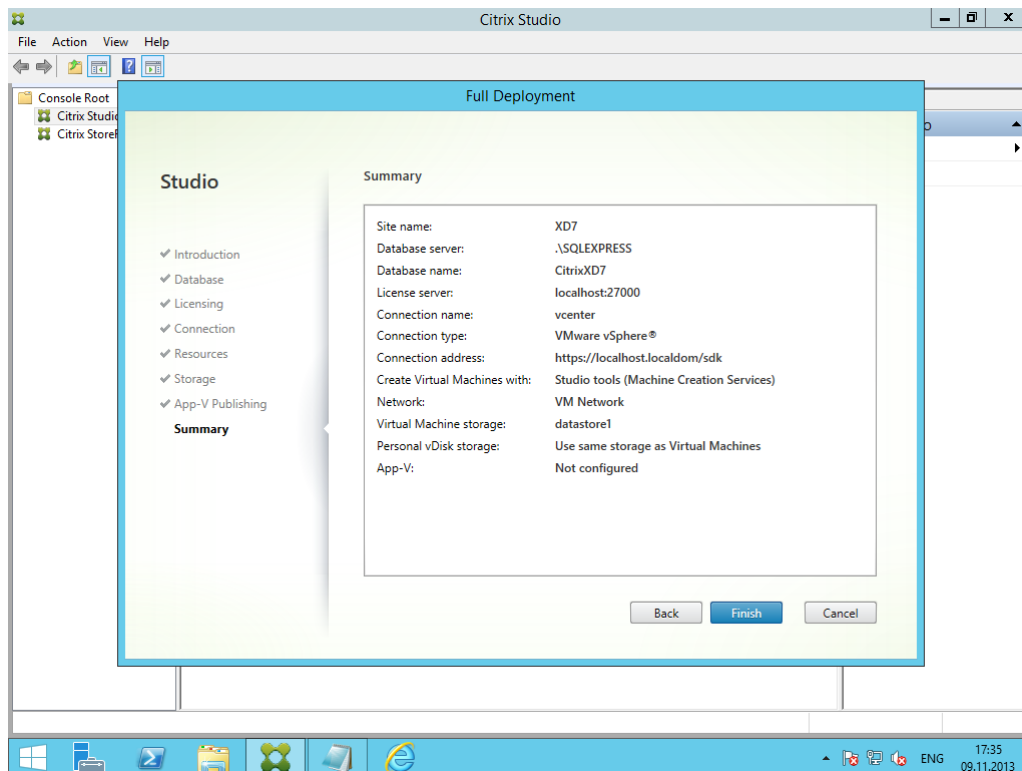 Citrix Studio
File Action View Help
Console Root
Full Deployment
Citrix Studio
Citrix StoreF
o
Studio
Summary
Introduction
Database
Licensing
Connection
Resources
Storage
App-V Publishing
Summary
Site name: XD7
Database server: .\SQLEXPRESS
Database name: CitrixXD7
License server: localhost:27000
Connection name: vcenter
Connection type: VMware vSphere®
Connection address: https://localhost.localdom/sdk
Create Virtual Machines with: Studio tools (Machine Creation Services)
Network: VM Network
Virtual Machine storage: datastore1
Personal vDisk storage: Use same storage as Virtual Machines
App-V: Not configured
Back Finish Cancel
ENG
17:35
09.11.2013